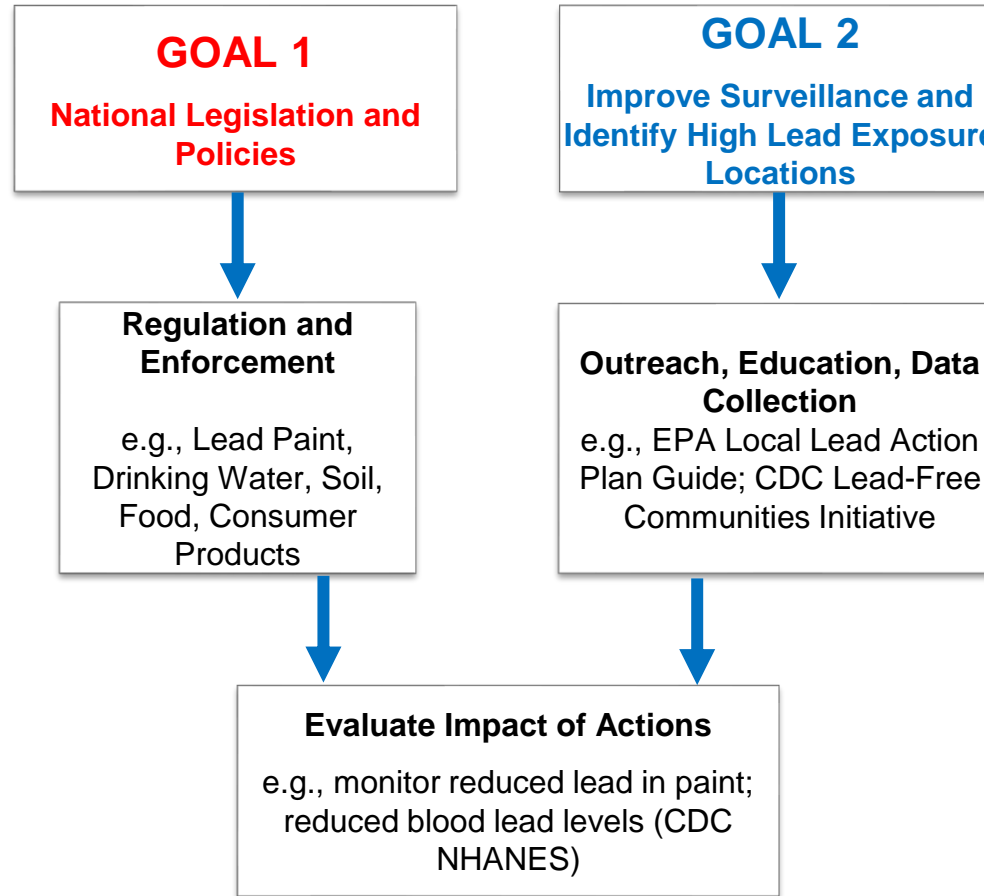 GOAL 1
National Legislation and
Policies
GOAL 2
Improve Surveillance and
Identify High Lead Exposure
Locations
Regulation and
Enforcement
e.g., Lead Paint,
Drinking Water, Soil,
Food, Consumer
Products
Outreach, Education, Data
Collection
e.g., EPA Local Lead Action
Plan Guide; CDC Lead-Free
Communities Initiative
Evaluate Impact of Actions
e.g., monitor reduced lead in paint;
reduced blood lead levels (CDC
NHANES)